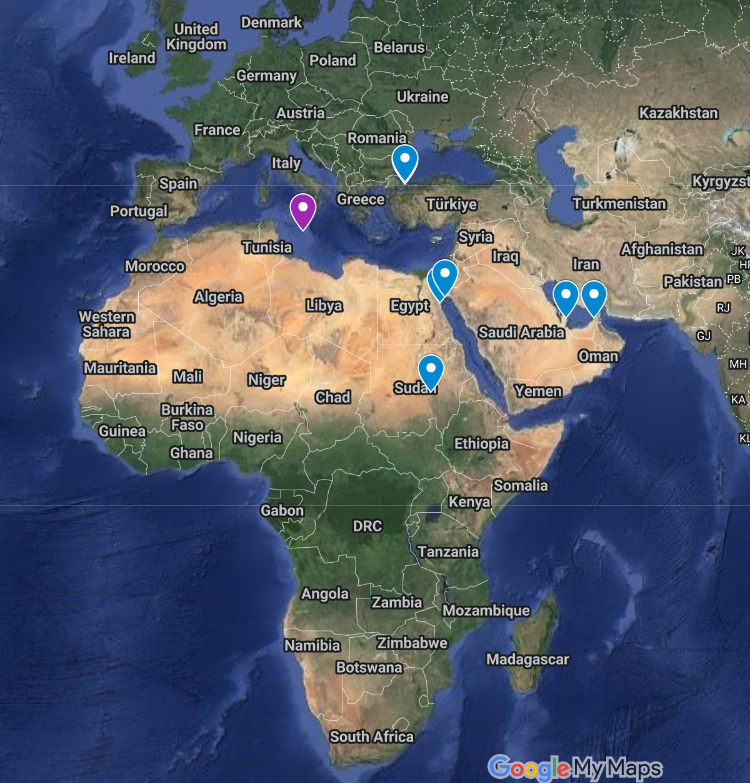 Denmark
United
Kingdom
Ireland
Belarus
Poland
Germany
Ukraine
Austria
Kazakhstan
France
Romania
Italy
Spain
Kyrgyzst
Greece
Türkiye
Turkmenistan
Portugal
Syria
Tunisia
Afghanistan
JK
Iraq
Iran
Morocco
HP
Pakistan
PB
Algeria
Libya
Egypt
RJ
Western
Sahara
Saudi Arabia
GJ
Oman
Mauritania
MH
Mali
Niger
Sudan
Yemen
Chad
KA
Burkina
Faso
Guinea
Nigeria
KL
Ethiopia
Ghana
Somalia
Kenya
Gabon
DRC
Tanzania
Angola
Zambia
Mozambique
Namibia
Zimbabwe
Madagascar
Botswana
South Africa
Google My Maps